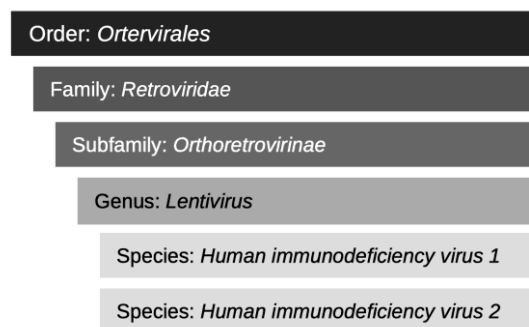 Order: Ortervirales
Family: Retroviridae
Subfamily: Orthoretrovirinae
Genus: Lentivirus
Species: Human immunodeficiency virus 1
Species: Human immunodeficiency virus 2